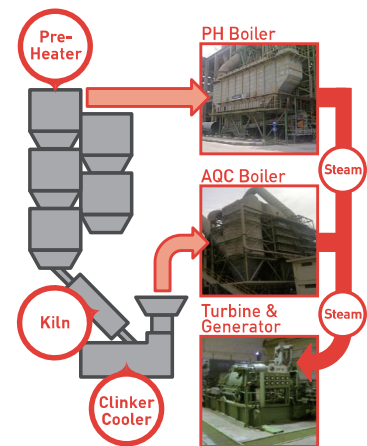 Pre-
Heater
PH Boiler
Steam
AQC Boiler
Kiln
Steam
Turbine &
Generator
Clinker
Cooler